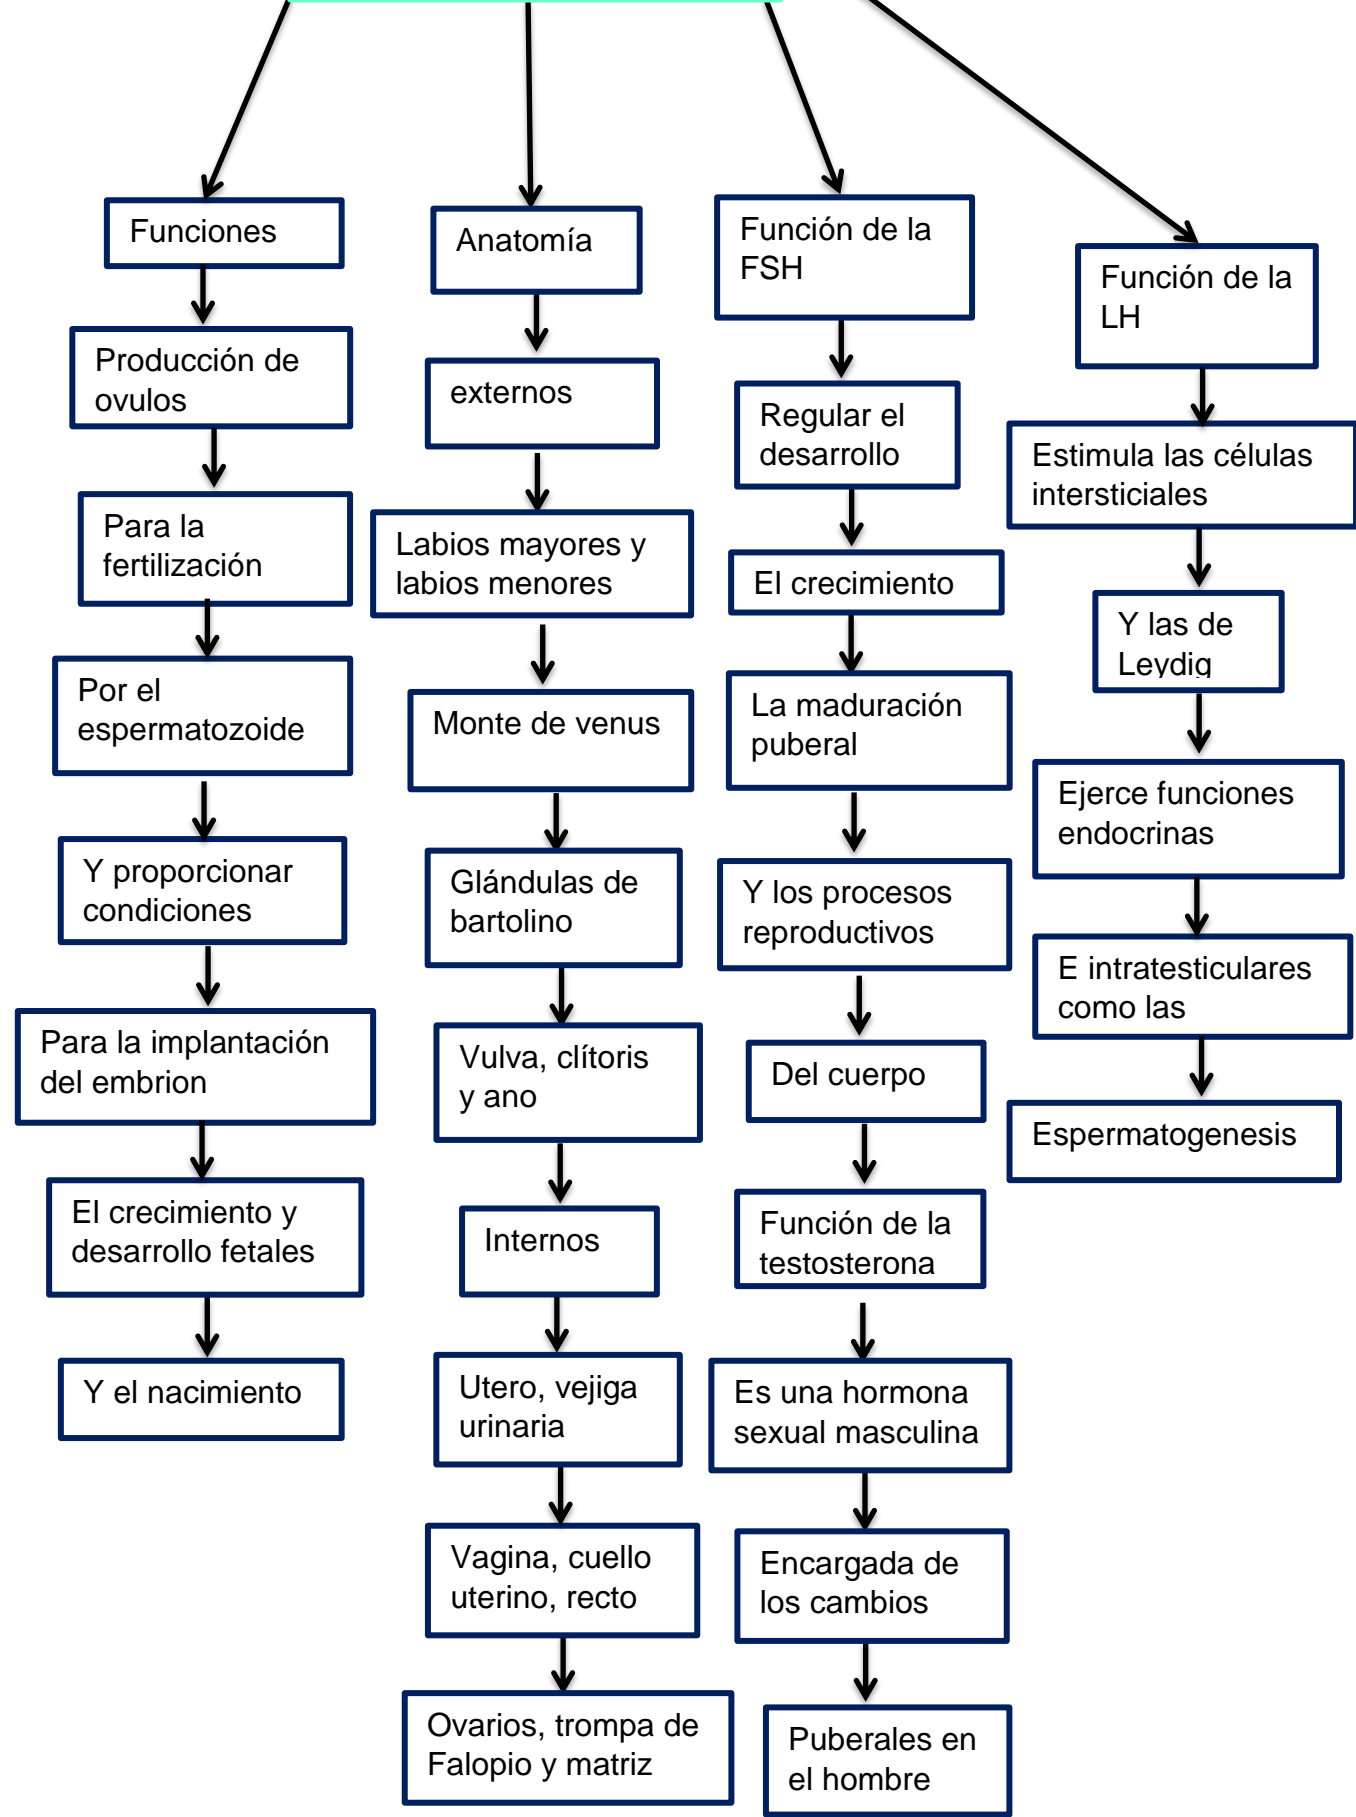 Funciones
Producción de
ovulos
Para la
fertilización
Por el
espermatozoide
Y proporcionar
condiciones
Para la implantación
del embrion
El crecimiento y
desarrollo fetales
Y el nacimiento
Anatomía
externos
Labios mayores y
labios menores
Monte de venus
Glándulas de
bartolino
Vulva, clítoris
y ano
Internos
Utero, vejiga
urinaria
Vagina, cuello
uterino, recto
Ovarios, trompa de
Falopio y matriz
Función de la
FSH
Regular el
desarrollo
El crecimiento
La maduración
puberal
Y los procesos
reproductivos
Del cuerpo
Función de la
testosterona
Es una hormona
sexual masculina
Encargada de
los cambios
Puberales en
el hombre
Función de la
LH
Estimula las células
intersticiales
Y las de
Leydig
Ejerce funciones
endocrinas
E intratesticulares
como las
Espermatogenesis